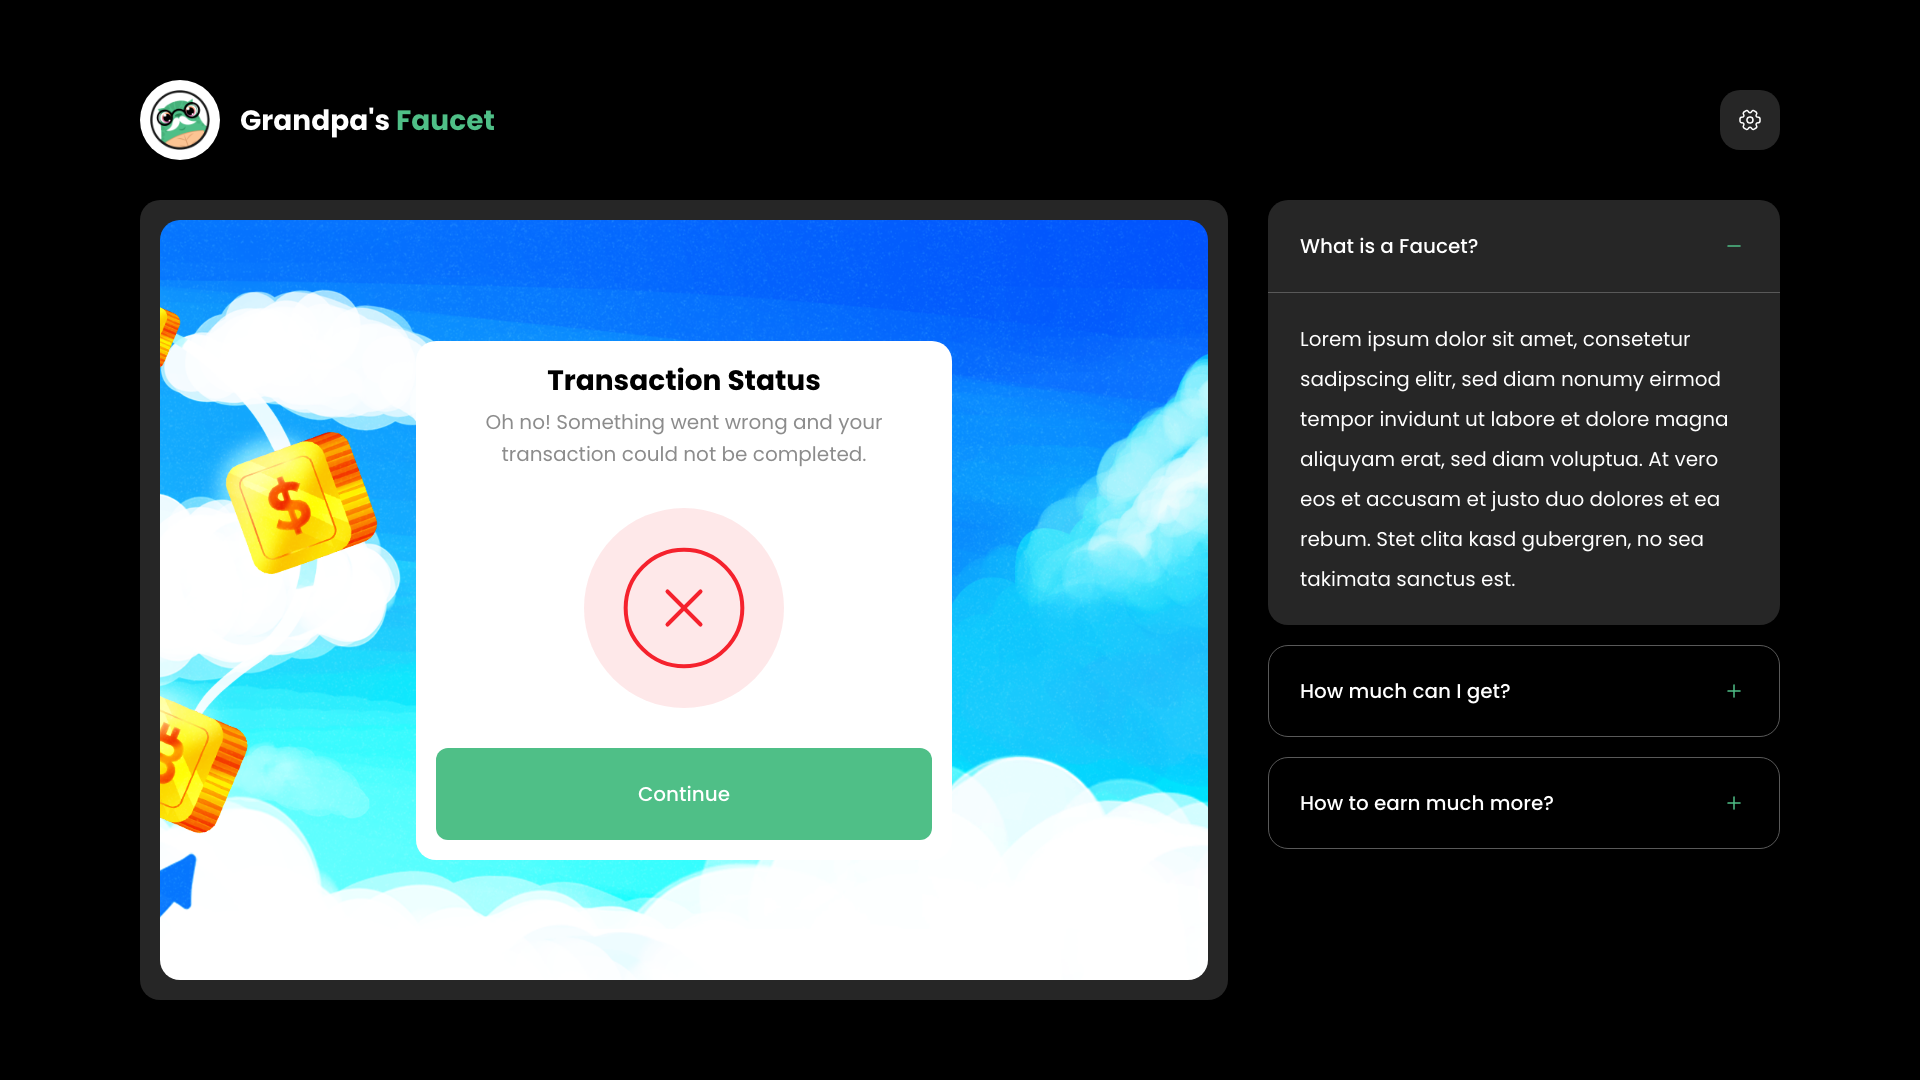 Grandpa's Faucet
Transaction Status
Oh no! Something went wrong and your
transaction could not be completed.
Continue
What is a Faucet?
Lorem ipsum dolor sit amet, consetetur
sadipscing elitr, sed diam nonumy eirmod
tempor invidunt ut labore et dolore magna
aliquyam erat, sed diam voluptua. At vero
eos et accusam et justo duo dolores et ea
rebum. Stet clita kasd gubergren, no sea
takimata sanctus est.
How much can I get?
How to earn much more?